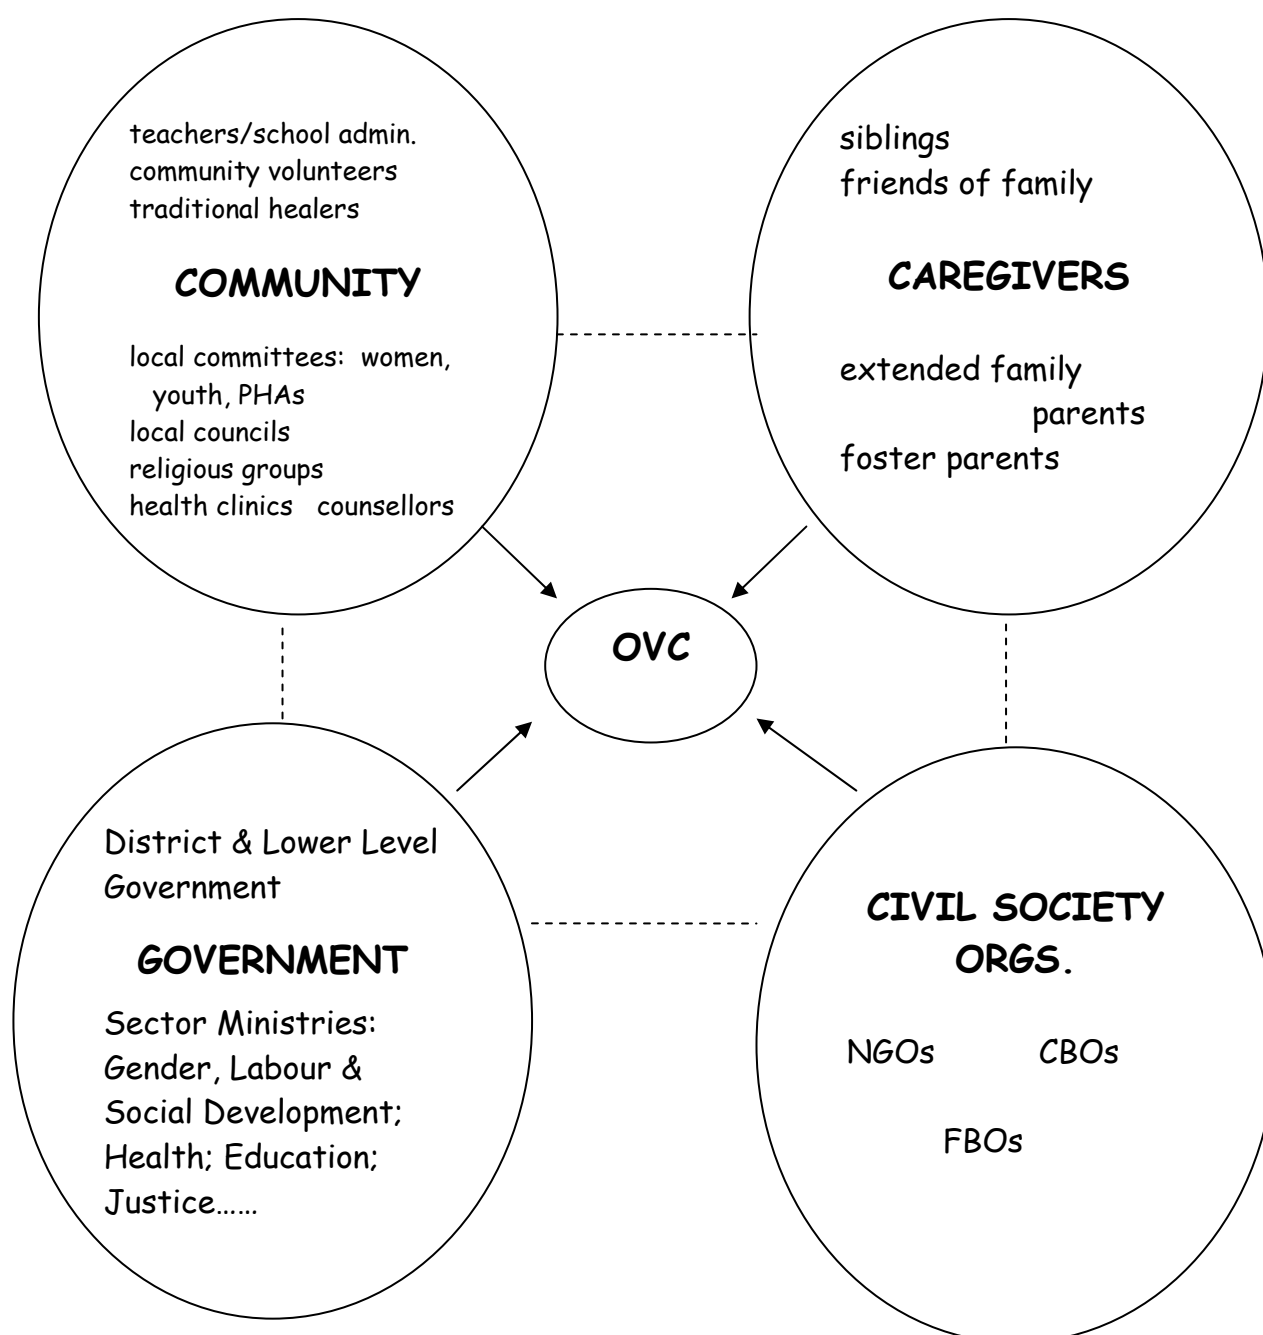 teachers/school admin.
community volunteers
traditional healers
COMMUNITY
local committees:  women,
youth, PHAs
local councils
religious groups
health clinics   counsellors
siblings
friends of family
CAREGIVERS
extended family
parents
foster parents
OVC
District & Lower Level
Government
GOVERNMENT
Sector Ministries:
Gender, Labour &
Social Development;
Health; Education;
Justice……
CIVIL SOCIETY
ORGS.
NGOs   CBOs
FBOs